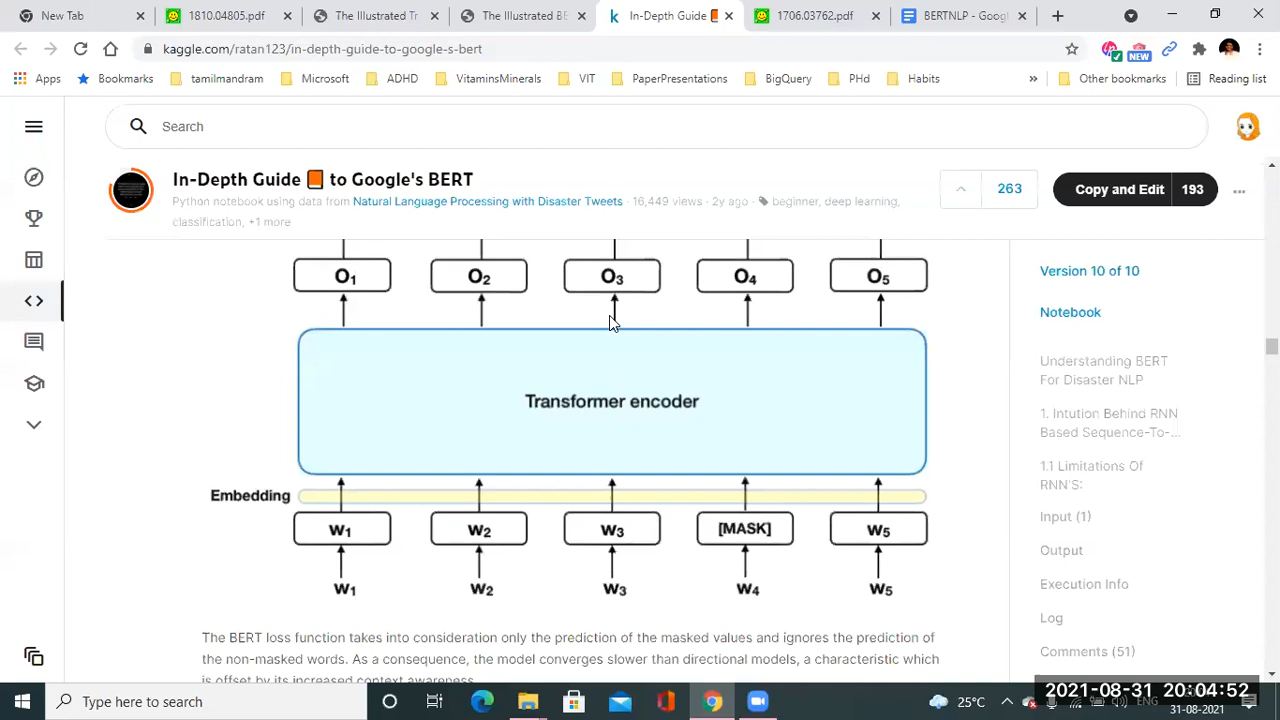 New Tab
1810.04805.pdf
The Illustrated Tr
The Illustrated BE
In-Depth Guide
1706.03762.pdf
BERTNLP - Goog
kaggle.com/ratan123/in-depth-guide-to-google-s-bert
NEW
Apps
Bookmarks
tamilmandram
Microsoft
ADHD
VitaminsMinerals
VIT
PaperPresentations
BigQuery
PHd
Habits
»
Other bookmarks
Reading list
Search
In-Depth Guide to Google's BERT
Python notebook using data from Natural Language Processing with Disaster Tweets · 16,449 views · 2y ago · beginner, deep learning,
classification, +1 more
263
Copy and Edit 193
O1 O2 O3 O4 O5
Transformer encoder
Embedding
W1 W2 W3 [MASK] W5
W1 W2 W3 W4 W5
The BERT loss function takes into consideration only the prediction of the masked values and ignores the prediction of
the non-masked words. As a consequence, the model converges slower than directional models, a characteristic which
is offset by its increased context awareness.
Version 10 of 10
Notebook
Understanding BERT
For Disaster NLP
1. Intution Behind RNN
Based Sequence-To-...
1.1 Limitations Of
RNN'S:
Input (1)
Output
Execution Info
Log
Comments (51)
Type here to search
25°C
ENG
2021-08-31 20:04:52
31-08-2021